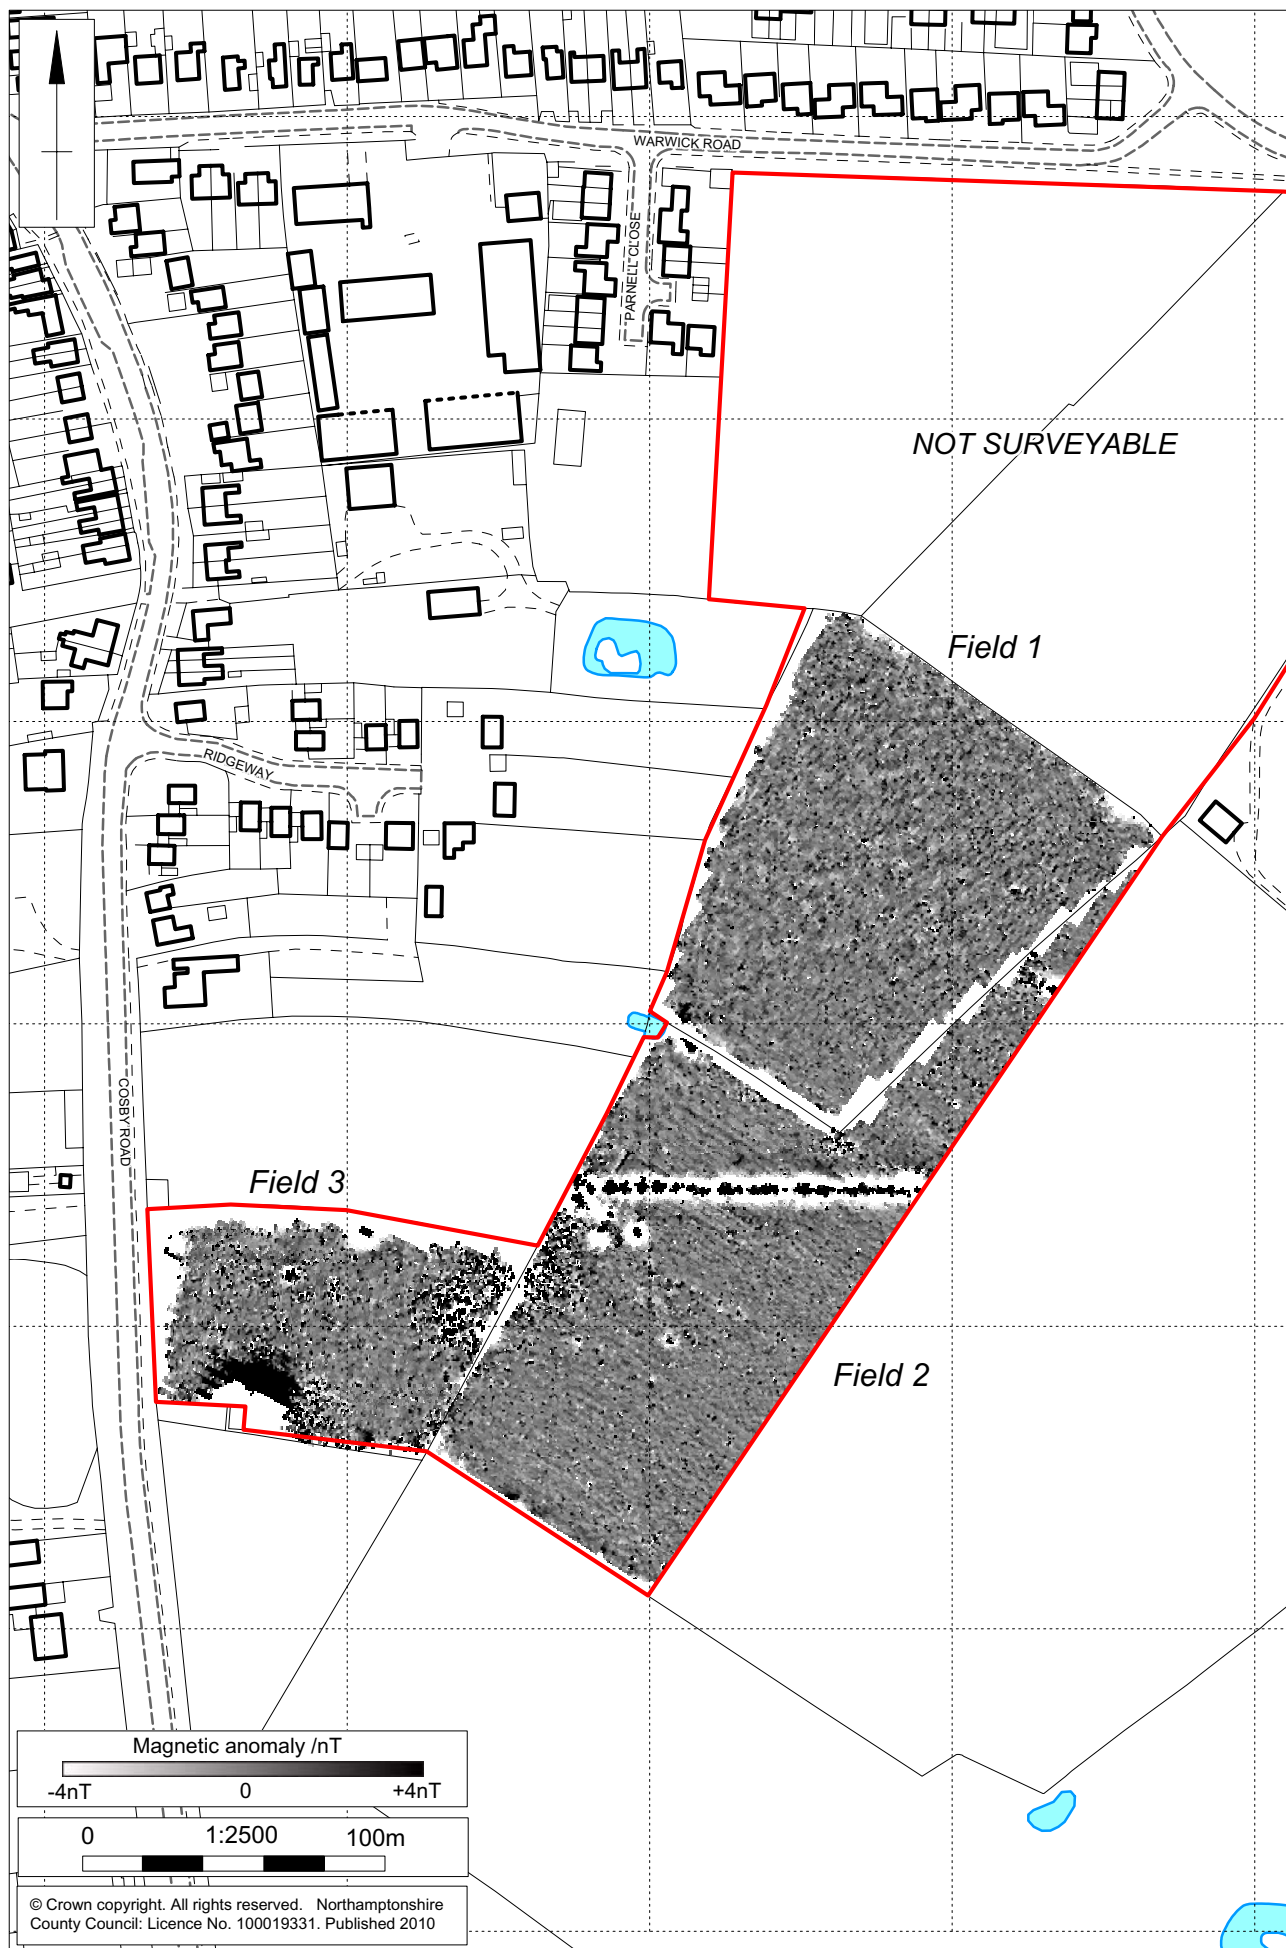 WARWICK ROAD
PARNELL CLOSE
NOT SURVEYABLE
Field 1
RIDGEWAY
COSBY ROAD
Field 3
Field 2
Magnetic anomaly /nT
-4nT 0 +4nT
0 1:2500 100m
© Crown copyright. All rights reserved. Northamptonshire
County Council: Licence No. 100019331. Published 2010